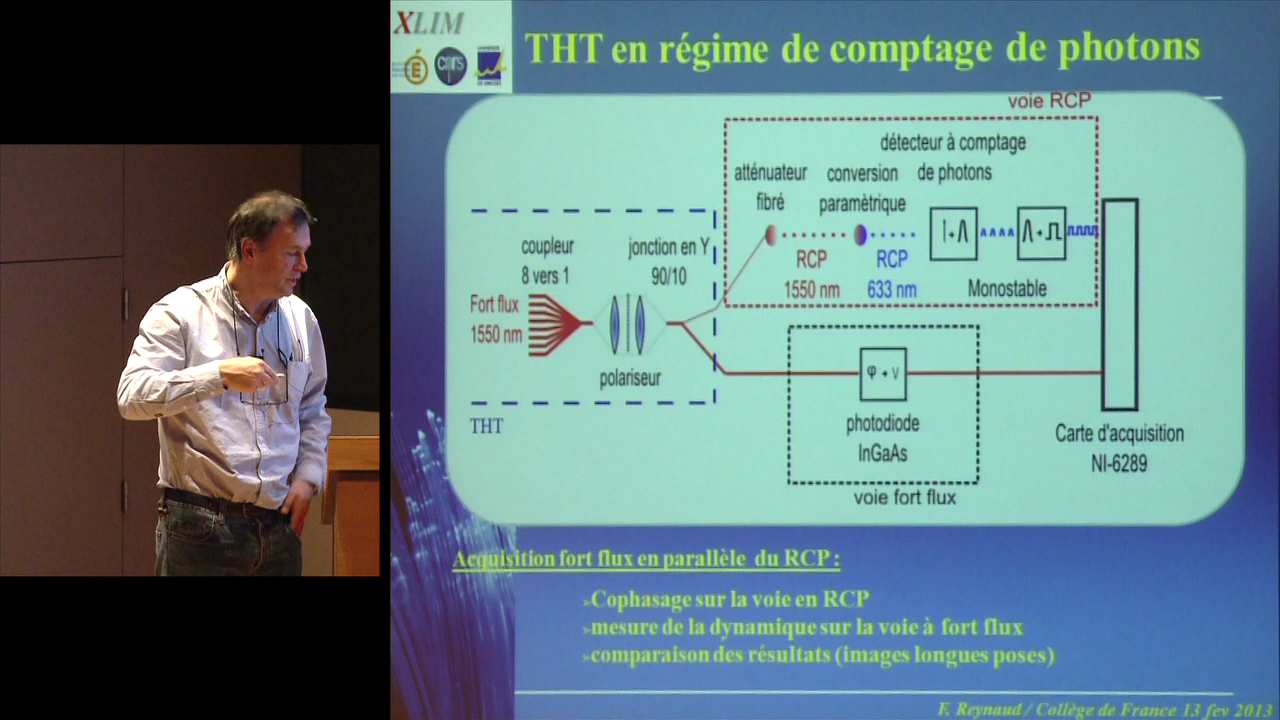 XLIM
cnrs
THT en régime de comptage de photons
voie RCP
détecteur à comptage
de photons
atténuateur
fibré
conversion
paramètrique
RCP
1550 nm
RCP
633 nm
Monostable
coupleur
8 vers 1
jonction en Y
90/10
Fort flux
1550 nm
polariseur
THT
φ → V
photodiode
InGaAs
voie fort flux
Carte d'acquisition
NI-6289
Acquisition fort flux en parallèle du RCP :
Cophasage sur la voie en RCP
mesure de la dynamique sur la voie à fort flux
comparaison des résultats (images longues poses)
F. Reynaud / Collège de France 13 fev 2013